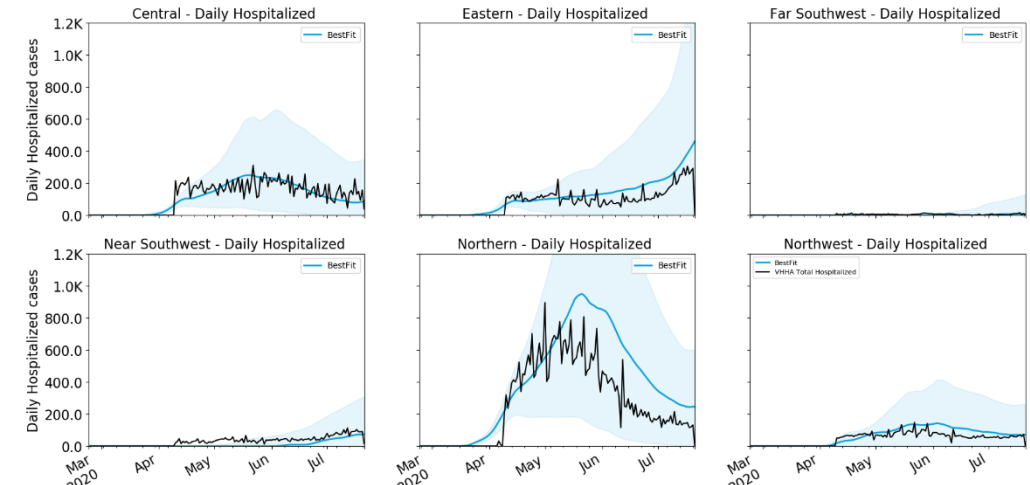 Central - Daily Hospitalized
Eastern - Daily Hospitalized
Far Southwest - Daily Hospitalized
1.2K
1.0K
800.0
600.0
400.0
200.0
0.0
Daily Hospitalized cases
BestFit
BestFit
BestFit
Near Southwest - Daily Hospitalized
Northern - Daily Hospitalized
Northwest - Daily Hospitalized
1.2K
1.0K
800.0
600.0
400.0
200.0
0.0
Daily Hospitalized cases
BestFit
BestFit
BestFit
VHHA Total Hospitalized
Mar
2020
Apr
May
Jun
Jul
Mar
2020
Apr
May
Jun
Jul
Mar
2020
Apr
May
Jun
Jul